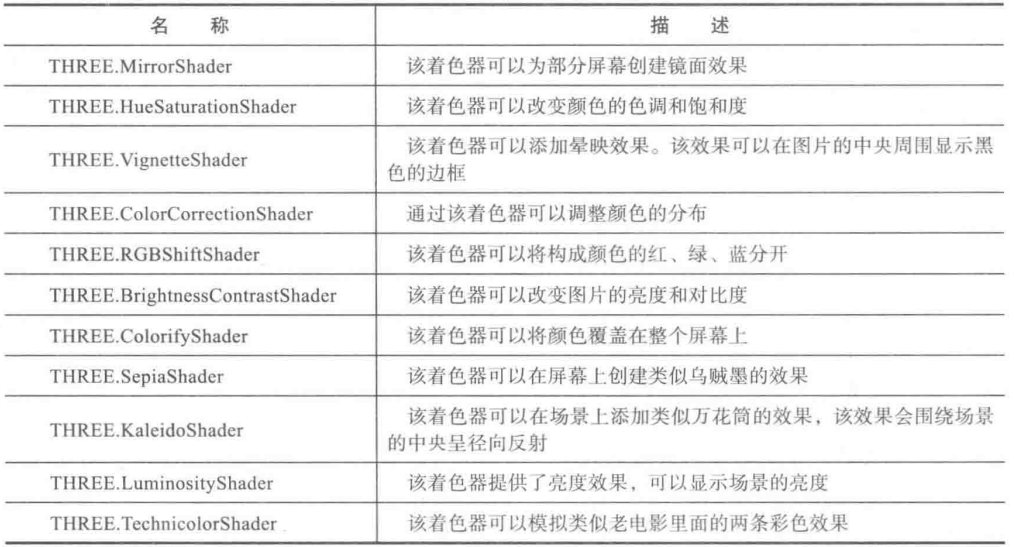 名 称 描 述
THREE.MirrorShader 该着色器可以为部分屏幕创建镜面效果
THREE.HueSaturationShader 该着色器可以改变颜色的色调和饱和度
THREE.VignetteShader 该着色器可以添加晕映效果。该效果可以在图片的中央周围显示黑
色的边框
THREE.ColorCorrectionShader 通过该着色器可以调整颜色的分布
THREE.RGBShiftShader 该着色器可以将构成颜色的红、绿、蓝分开
THREE.BrightnessContrastShader 该着色器可以改变图片的亮度和对比度
THREE.ColorifyShader 该着色器可以将颜色覆盖在整个屏幕上
THREE.SepiaShader 该着色器可以在屏幕上创建类似乌贼墨的效果
THREE.KaleidoShader 该着色器可以在场景上添加类似万花筒的效果，该效果会围绕场景
的中央呈径向反射
THREE.LuminosityShader 该着色器提供了亮度效果，可以显示场景的亮度
THREE.TechnicolorShader 该着色器可以模拟类似老电影里面的两条彩色效果